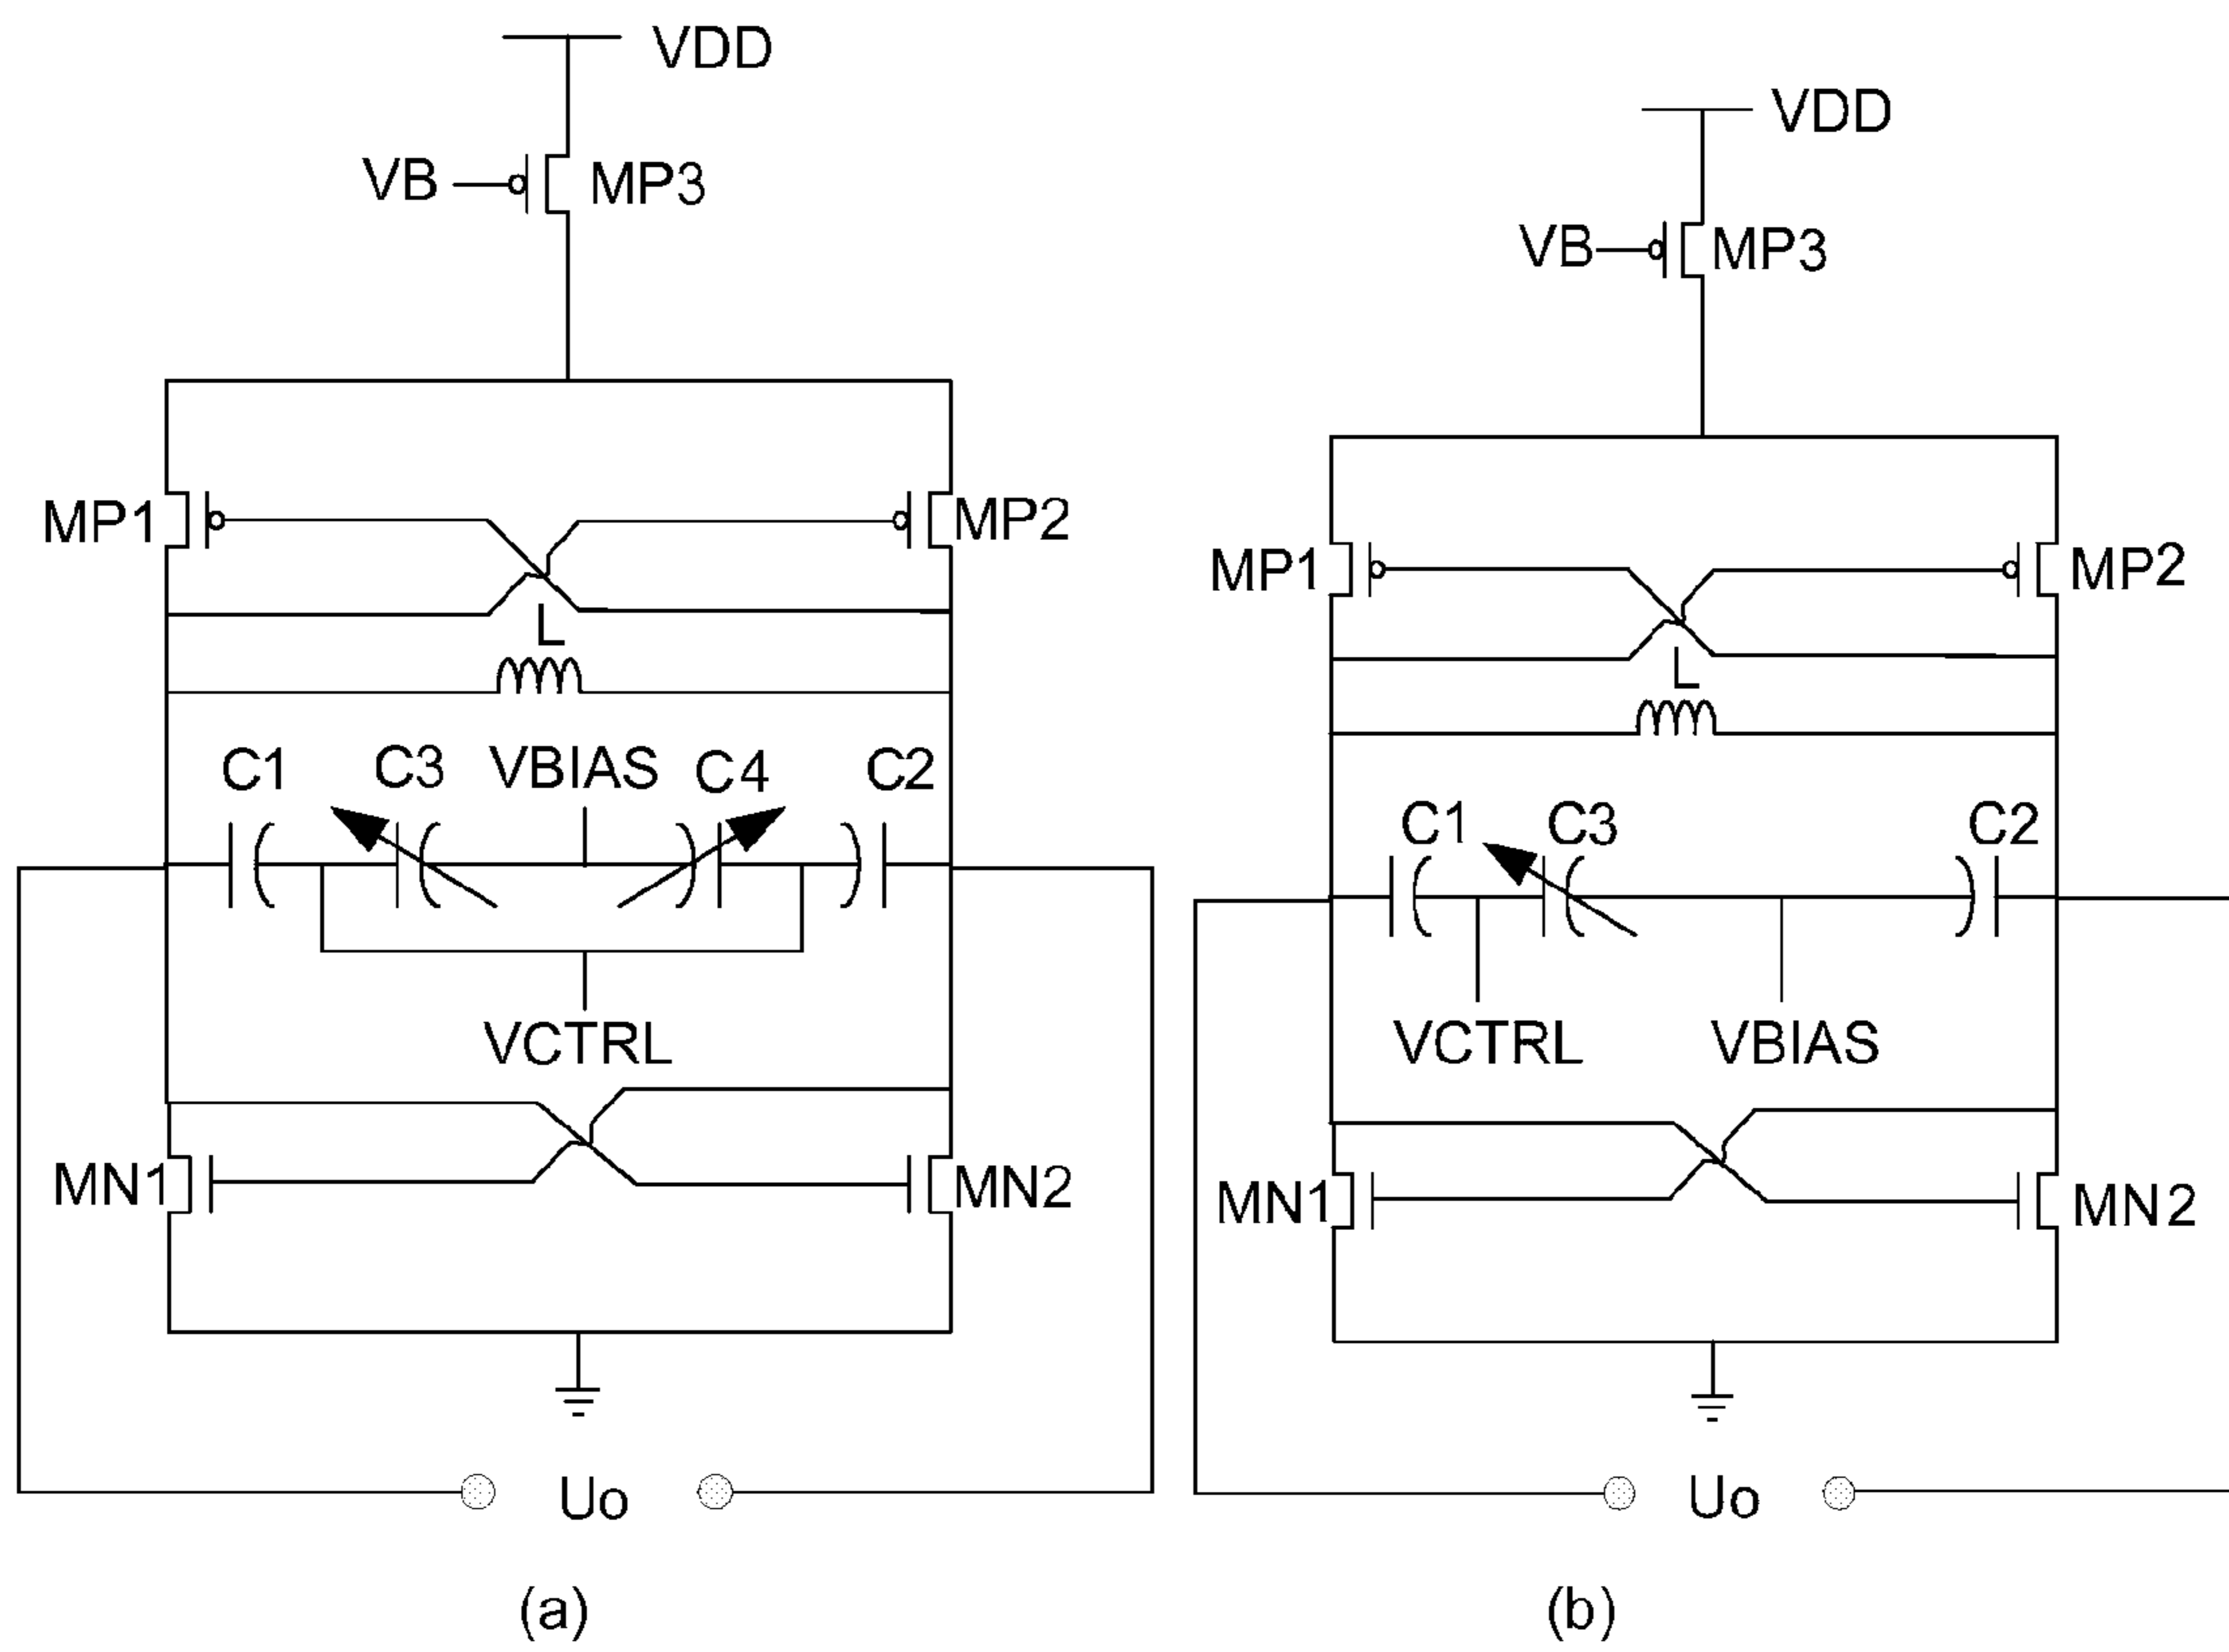 VDD
VB
MP3
MP1
MP2
L
C1
C3
VBIAS
C4
C2
VCTRL
MN1
MN2
Uo
(a)
VDD
VB
MP3
MP1
MP2
L
C1
C3
C2
VCTRL
VBIAS
MN1
MN2
Uo
(b)